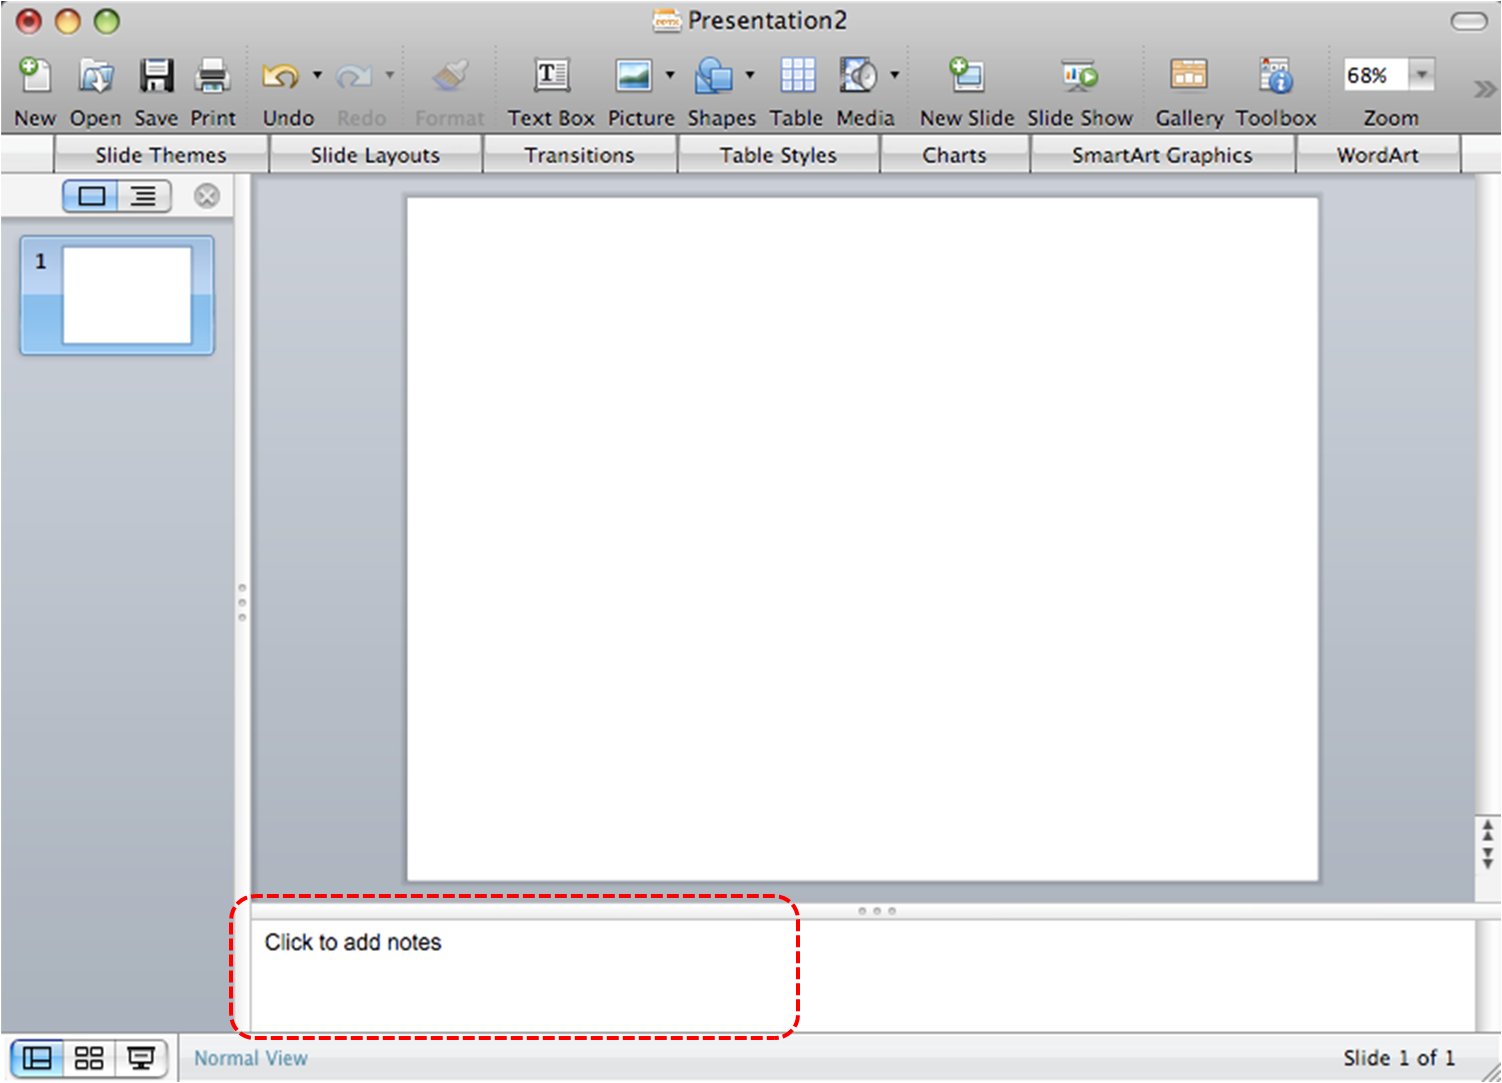 Presentation2
68%
New Open Save Print Undo Redo Format Text Box Picture Shapes Table Media New Slide Slide Show Gallery Toolbox Zoom
Slide Themes Slide Layouts Transitions Table Styles Charts SmartArt Graphics WordArt
1
Click to add notes
Normal View Slide 1 of 1